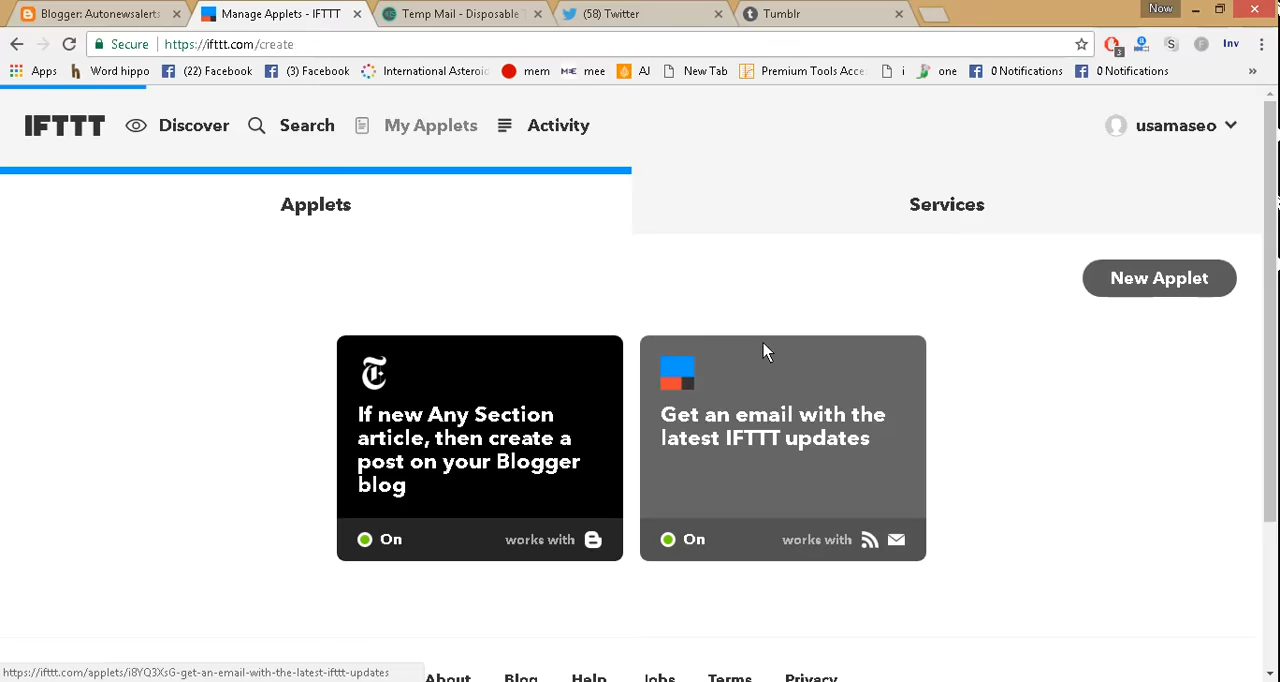 Blogger: Autonewsalerts
Manage Applets - IFTTT
Temp Mail - Disposable T
(58) Twitter
Tumblr
Now
Secure
https://ifttt.com/create
3
S
F
Inv
Apps
Word hippo
(22) Facebook
(3) Facebook
International Asteroid
mem
ME
mee
AJ
New Tab
Premium Tools Acce
i
one
0 Notifications
0 Notifications
»
IFTTT
Discover
Search
My Applets
Activity
usamaseo
Applets
Services
New Applet
If new Any Section
article, then create a
post on your Blogger
blog
On
works with
Get an email with the
latest IFTTT updates
On
works with
https://ifttt.com/applets/i8YQ3XsG-get-an-email-with-the-latest-ifttt-updates
About
Blog
Help
Jobs
Terms
Privacy